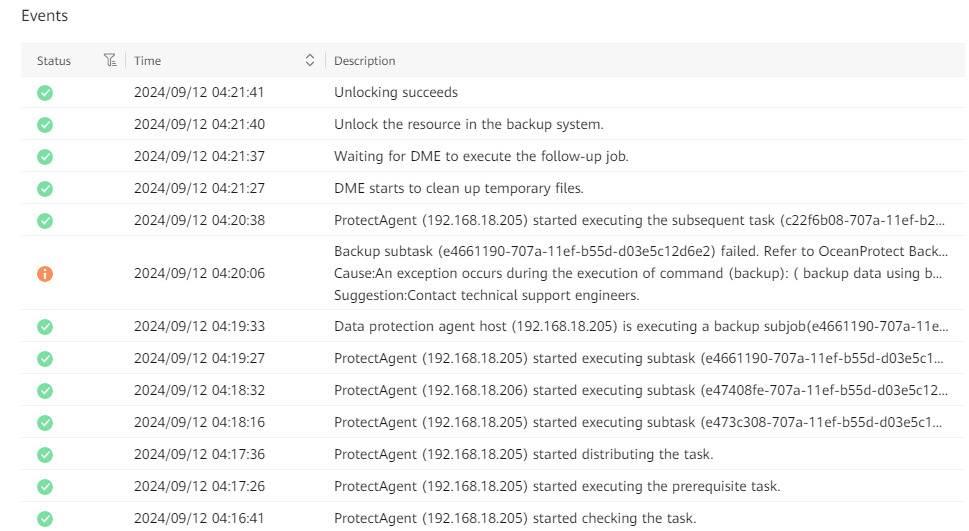 Events
Status Time Description
2024/09/12 04:21:41 Unlocking succeeds
2024/09/12 04:21:40 Unlock the resource in the backup system.
2024/09/12 04:21:37 Waiting for DME to execute the follow-up job.
2024/09/12 04:21:27 DME starts to clean up temporary files.
2024/09/12 04:20:38 ProtectAgent (192.168.18.205) started executing the subsequent task (c22f6b08-707a-11ef-b2...
Backup subtask (e4661190-707a-11ef-b55d-d03e5c12d6e2) failed. Refer to OceanProtect Back...
2024/09/12 04:20:06 Cause:An exception occurs during the execution of command (backup): ( backup data using b...
Suggestion:Contact technical support engineers.
2024/09/12 04:19:33 Data protection agent host (192.168.18.205) is executing a backup subjob(e4661190-707a-11e...
2024/09/12 04:19:27 ProtectAgent (192.168.18.205) started executing subtask (e4661190-707a-11ef-b55d-d03e5c1...
2024/09/12 04:18:32 ProtectAgent (192.168.18.206) started executing subtask (e47408fe-707a-11ef-b55d-d03e5c12...
2024/09/12 04:18:16 ProtectAgent (192.168.18.205) started executing subtask (e473c308-707a-11ef-b55d-d03e5c1...
2024/09/12 04:17:36 ProtectAgent (192.168.18.205) started distributing the task.
2024/09/12 04:17:26 ProtectAgent (192.168.18.205) started executing the prerequisite task.
2024/09/12 04:16:41 ProtectAgent (192.168.18.205) started checking the task.